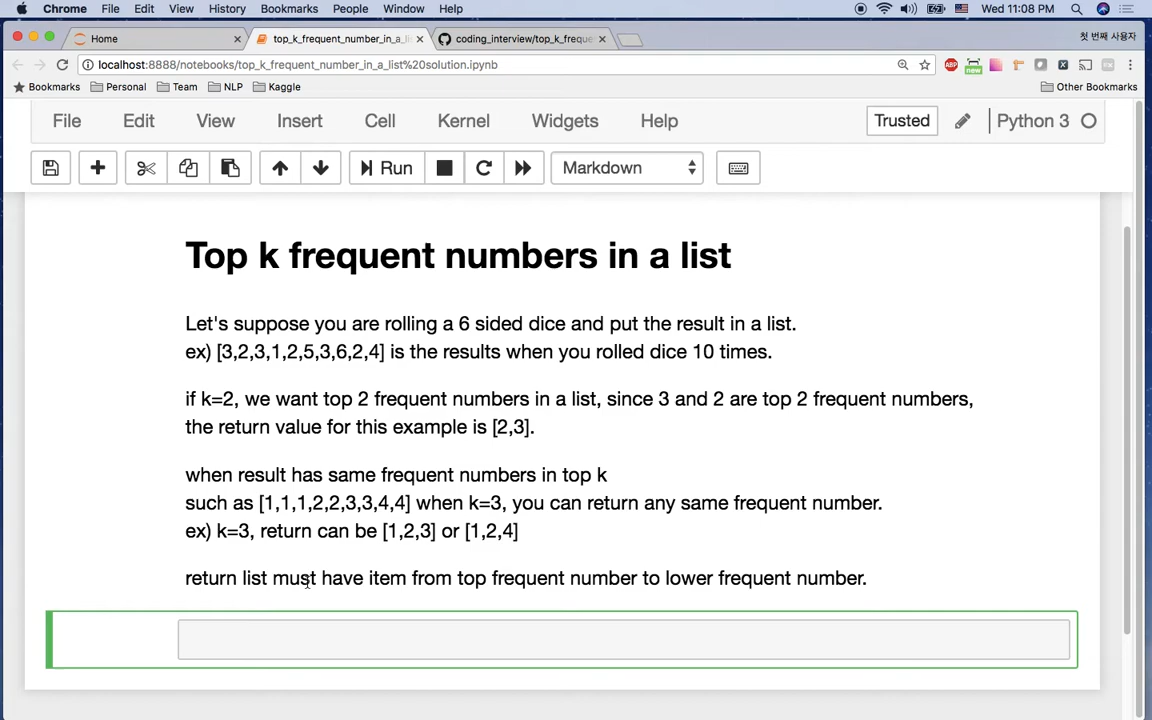 Chrome File Edit View History Bookmarks People Window Help Wed 11:08 PM
Home top_k_frequent_number_in_a_li coding_interview/top_k_freque 첫 번째 사용자
localhost:8888/notebooks/top_k_frequent_number_in_a_list%20solution.ipynb ABP new
Bookmarks Personal Team NLP Kaggle Other Bookmarks
File Edit View Insert Cell Kernel Widgets Help Trusted Python 3
Run Markdown
Top k frequent numbers in a list
Let's suppose you are rolling a 6 sided dice and put the result in a list.
ex) [3,2,3,1,2,5,3,6,2,4] is the results when you rolled dice 10 times.
if k=2, we want top 2 frequent numbers in a list, since 3 and 2 are top 2 frequent numbers,
the return value for this example is [2,3].
when result has same frequent numbers in top k
such as [1,1,1,2,2,3,3,4,4] when k=3, you can return any same frequent number.
ex) k=3, return can be [1,2,3] or [1,2,4]
return list must have item from top frequent number to lower frequent number.